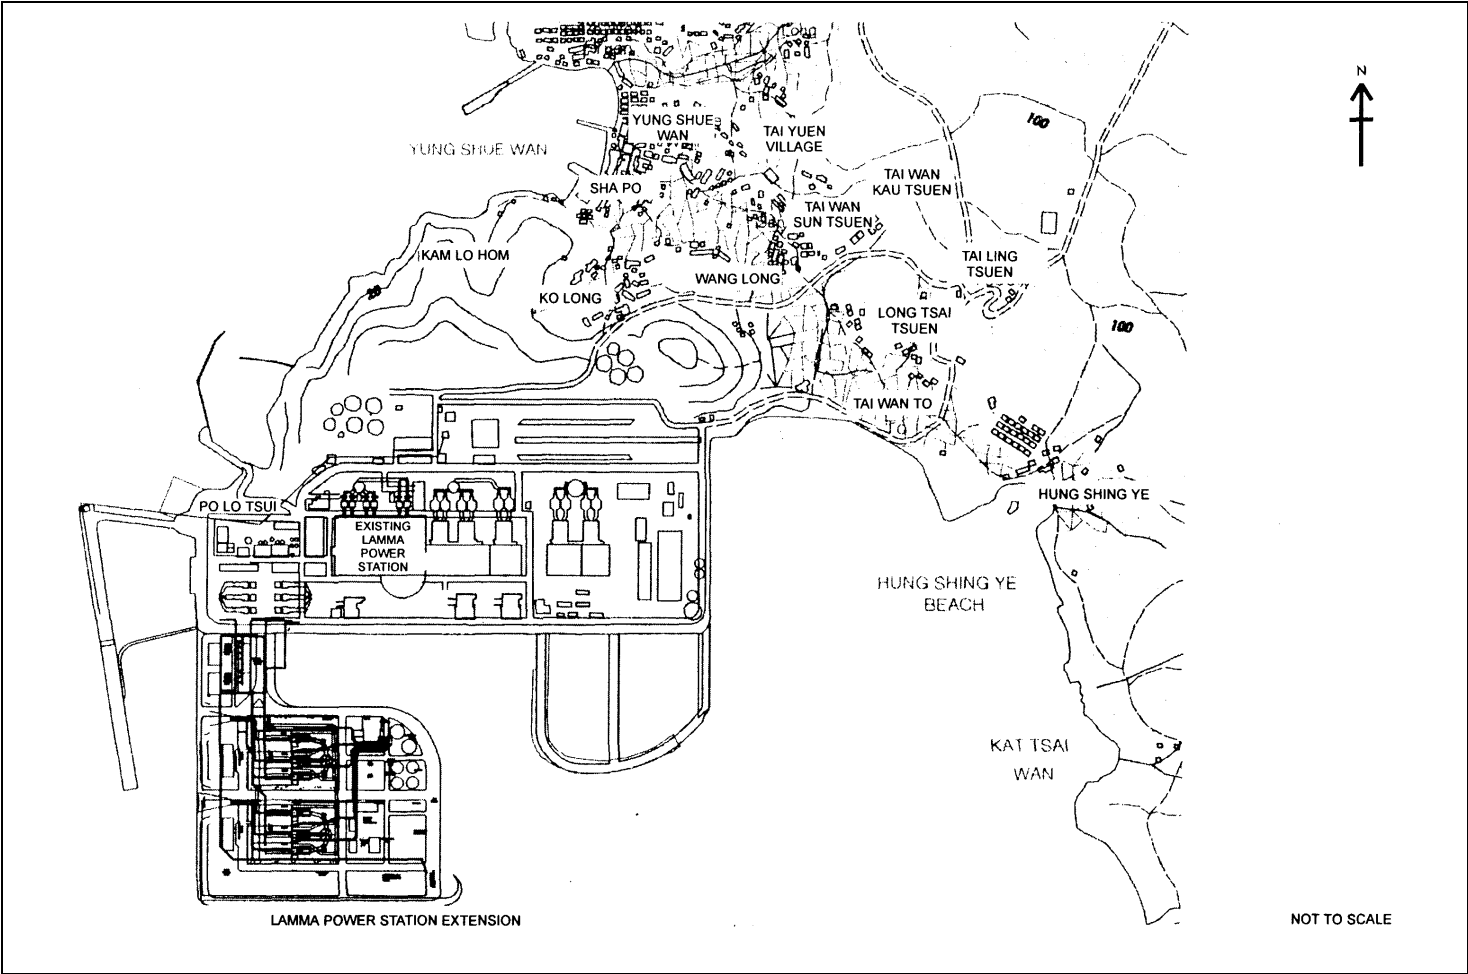 N
100
YUNG SHUE
WAN
TAI YUEN
VILLAGE
YUNG SHUE WAN
TAI WAN
KAU TSUEN
SHA PO
TAI WAN
SUN TSUEN
KAM LO HOM
TAI LING
TSUEN
WANG LONG
20
KO LONG
LONG TSAI
TSUEN
100
TAI WAN TO
HUNG SHING YE
PO LO TSUI
EXISTING
LAMMA
POWER
STATION
HUNG SHING YE
BEACH
KAT TSAI
WAN
LAMMA POWER STATION EXTENSION
NOT TO SCALE